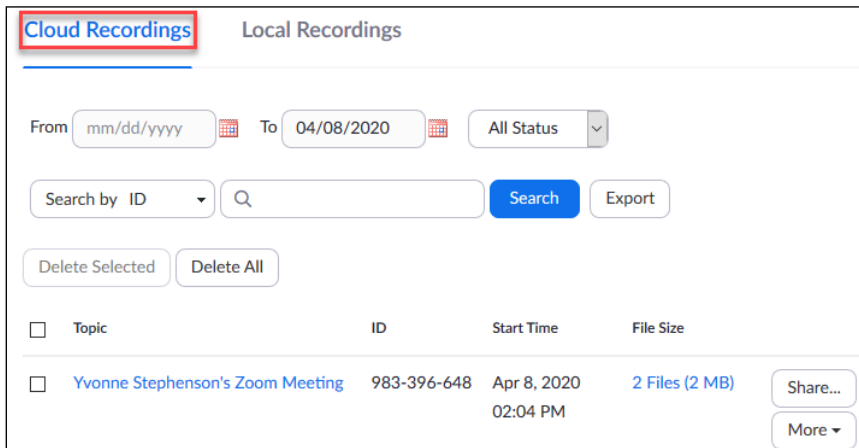 Cloud Recordings Local Recordings
From mm/dd/yyyy To 04/08/2020 All Status
Search by ID Search Export
Delete Selected Delete All
Topic ID Start Time File Size
Yvonne Stephenson's Zoom Meeting 983-396-648 Apr 8, 2020 2 Files (2 MB) Share...
02:04 PM
More